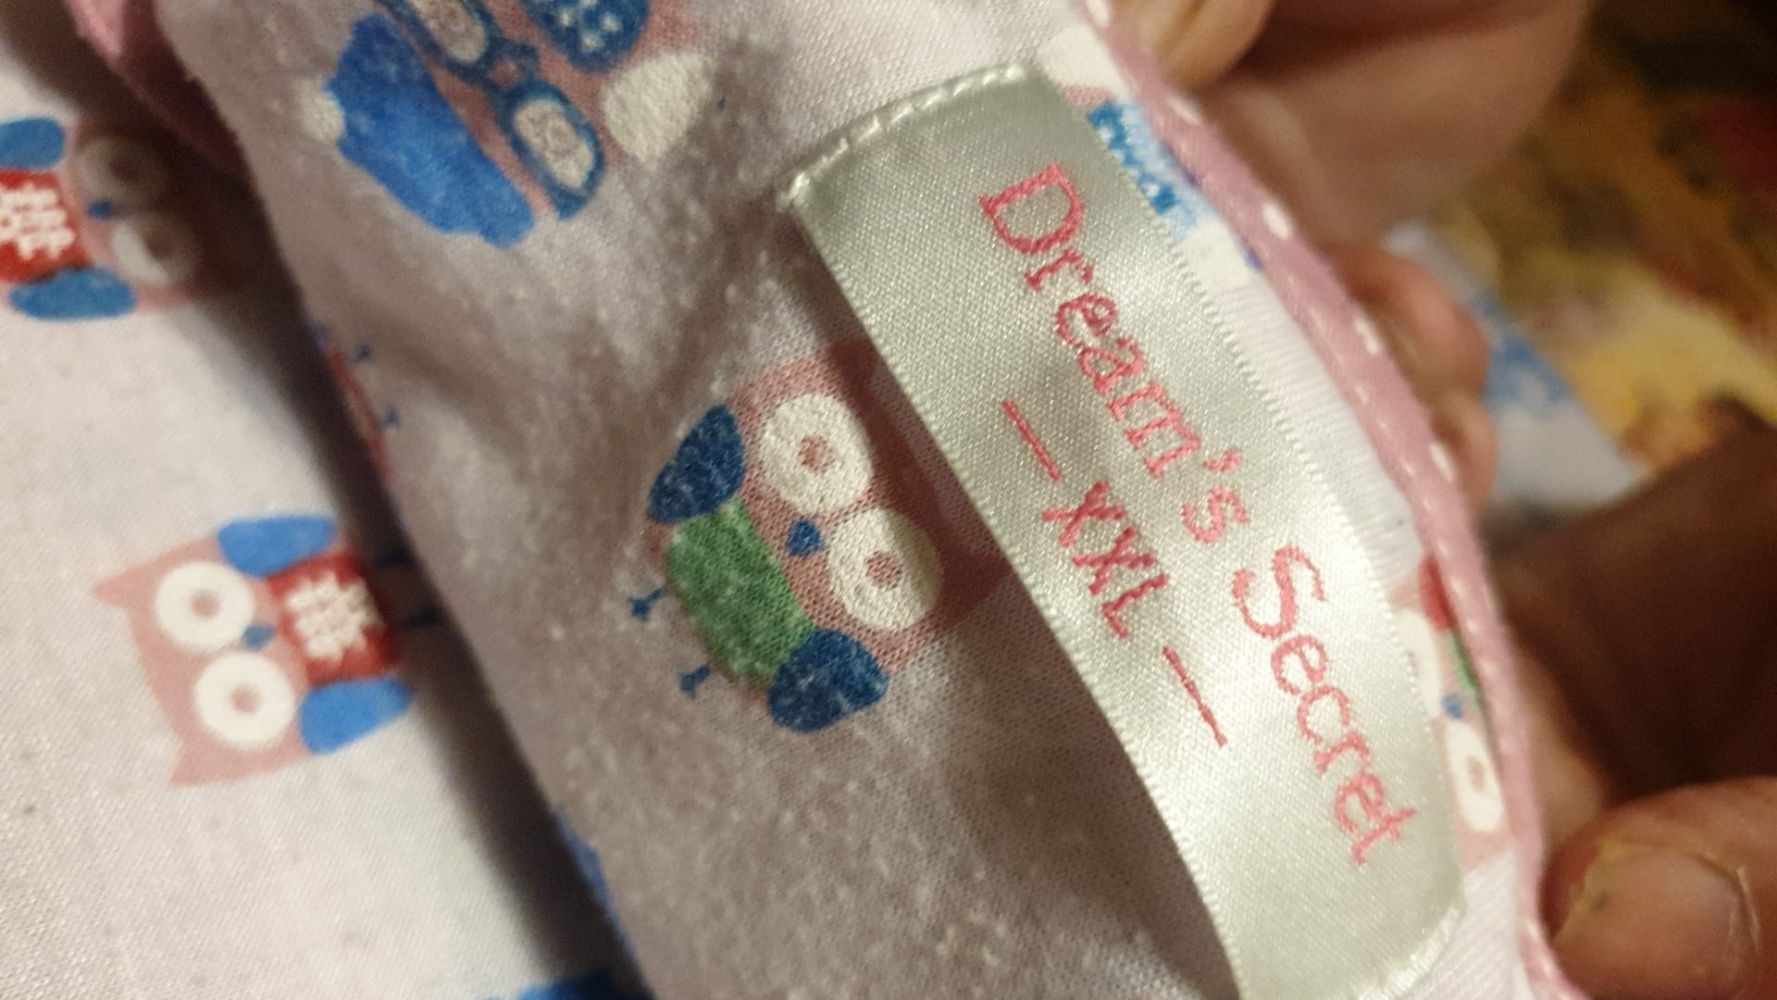 Dream's Secret
— XXL —